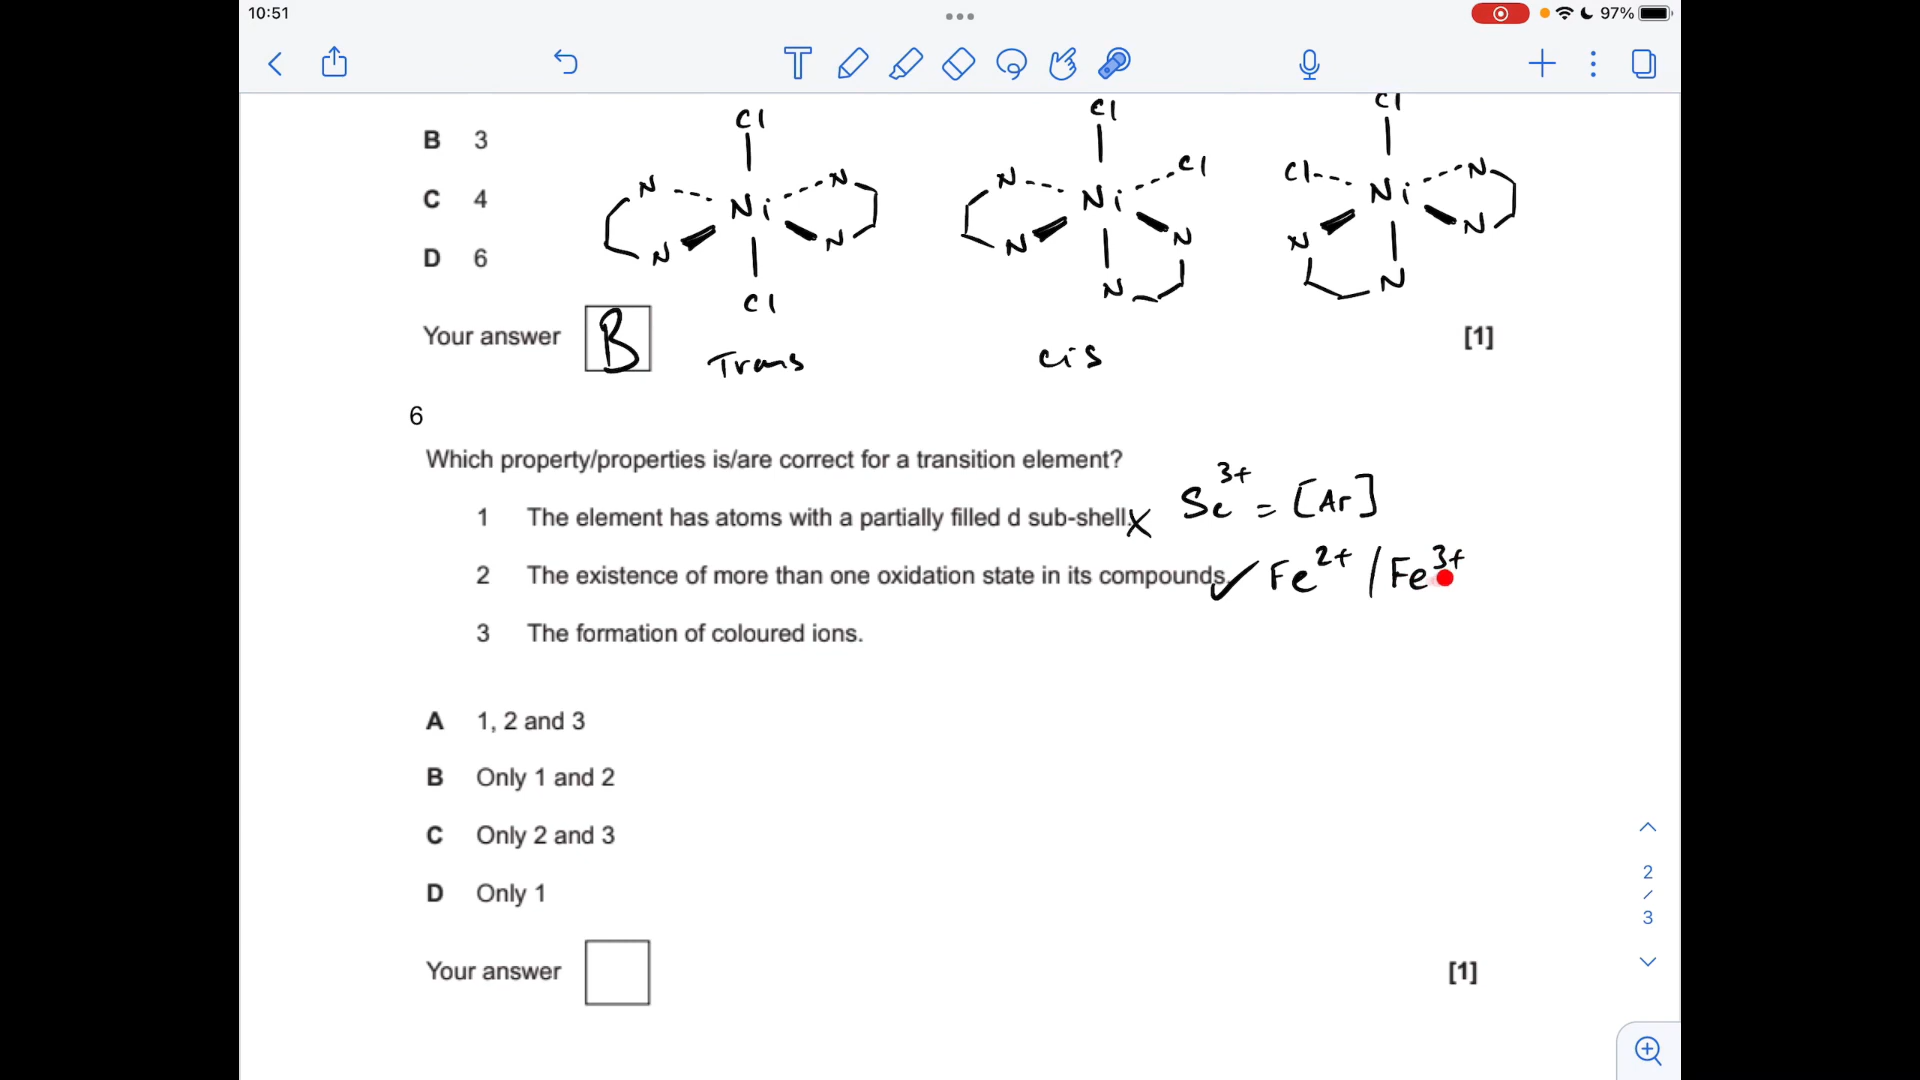 10:51
97%
B 3
C 4
D 6
Cl Cl Cl
N N N Cl Cl N
Ni Ni Ni
N N N N N N
Cl N N
Your answer B [1]
Trans cis
6
Which property/properties is/are correct for a transition element?
1 The element has atoms with a partially filled d sub-shell. X Sc3+ = [Ar]
2 The existence of more than one oxidation state in its compounds. ✓ Fe2+ / Fe3+
3 The formation of coloured ions.
A 1, 2 and 3
B Only 1 and 2
C Only 2 and 3
D Only 1
Your answer [1]
2
/
3